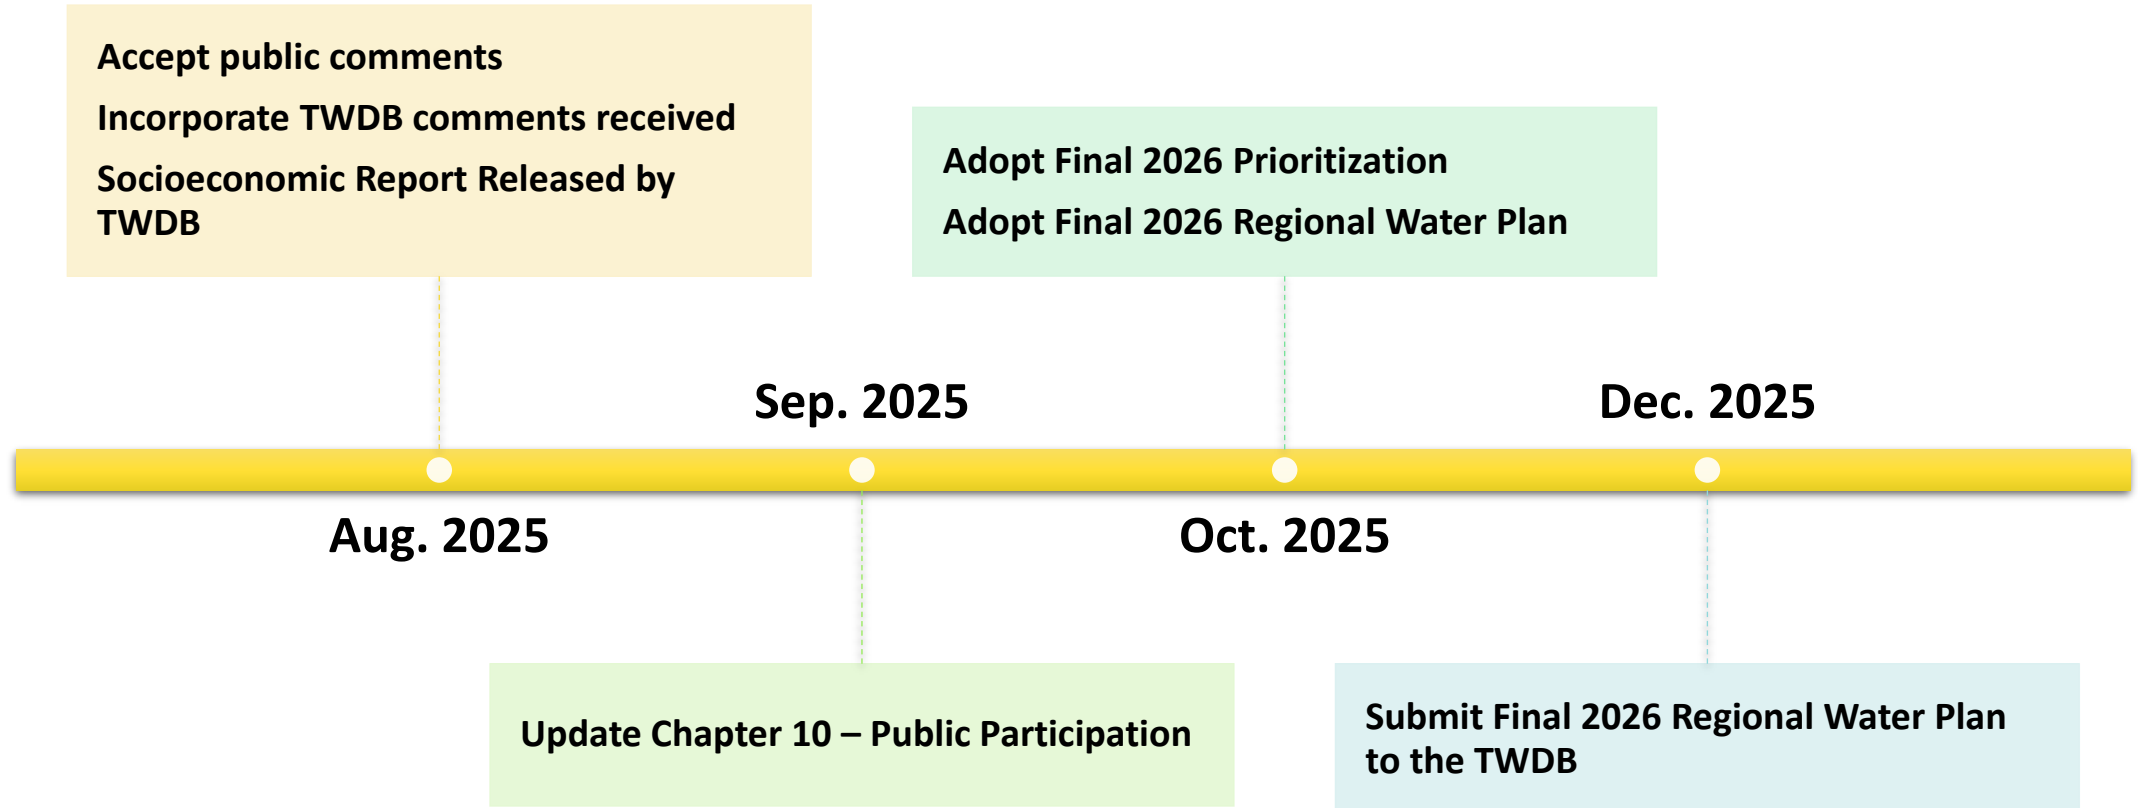 Accept public comments
Incorporate TWDB comments received
Socioeconomic Report Released by
TWDB
Adopt Final 2026 Prioritization
Adopt Final 2026 Regional Water Plan
Sep. 2025
Dec. 2025
Aug. 2025
Oct. 2025
Update Chapter 10 – Public Participation
Submit Final 2026 Regional Water Plan
to the TWDB